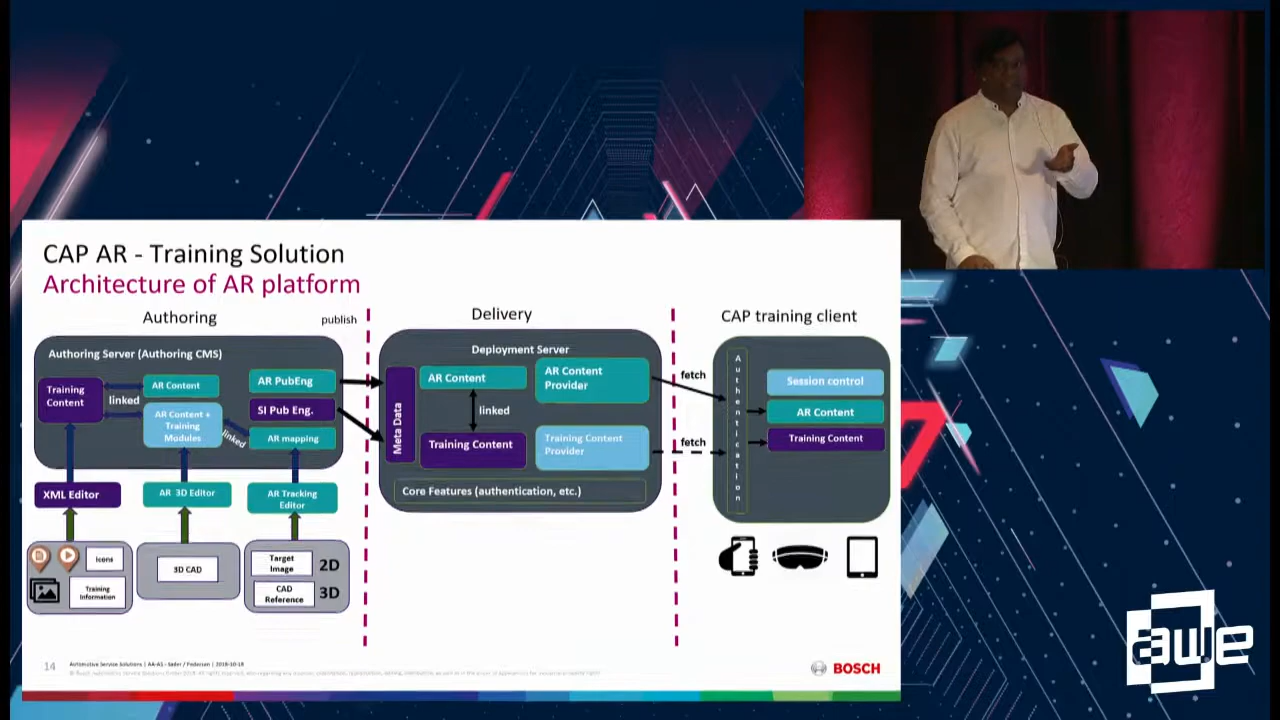 CAP AR - Training Solution
Architecture of AR platform
Authoring
publish
Delivery
CAP training client
Authoring Server (Authoring CMS)
Training
Content
linked
AR Content
AR Content +
Training
Modules
linked
AR PubEng
SI Pub Eng.
AR mapping
XML Editor
AR 3D Editor
AR Tracking
Editor
Icons
Training
Information
3D CAD
Target
Image
2D
CAD
Reference
3D
Deployment Server
Meta Data
AR Content
linked
Training Content
AR Content
Provider
Training Content
Provider
Core Features (authentication, etc.)
fetch
fetch
Authentication
Session control
AR Content
Training Content
14
Automotive Service Solutions | AA-AS - Sader / Pedersen | 2018-10-18
BOSCH
awe